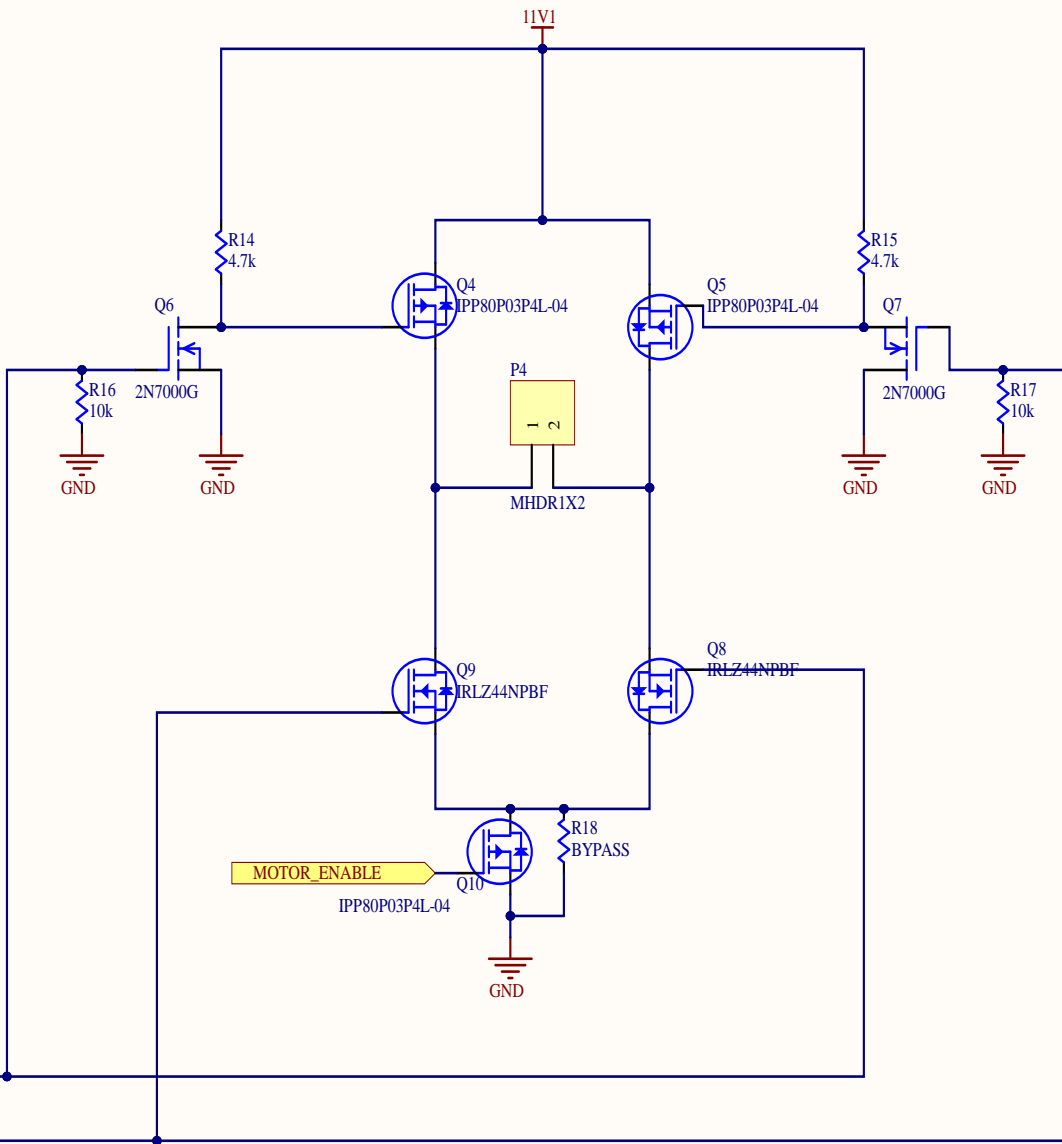 11V1
R14
4.7k
R15
4.7k
Q4
IPP80P03P4L-04
Q5
IPP80P03P4L-04
Q6
2N7000G
Q7
2N7000G
R16
10k
R17
10k
P4
1
2
MHDR1X2
GND
GND
GND
GND
Q9
IRLZ44NPBF
Q8
IRLZ44NPBF
R18
BYPASS
MOTOR_ENABLE
Q10
IPP80P03P4L-04
GND